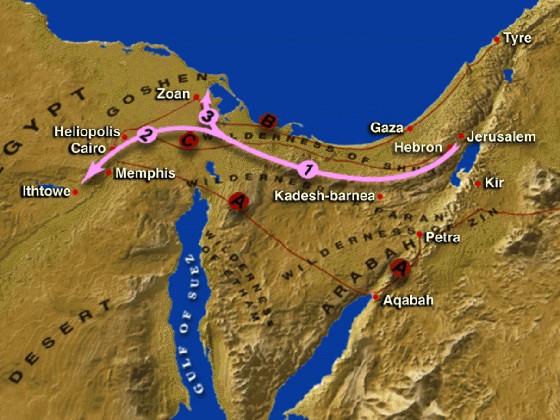 Tyre
GOSHEN
Zoan
EGYPT
B
3
Gaza
Heliopolis
2
C
WILDERNESS OF SHUR
Jerusalem
Cairo
Hebron
1
Memphis
WILDERNESS
Kir
Ithtowe
Kadesh-barnea
A
PARAN
ZIN
WILDERNESS
Petra
WILDERNESS
OF ETHAM
ARABAH
A
GULF OF SUEZ
Aqabah
DESERT